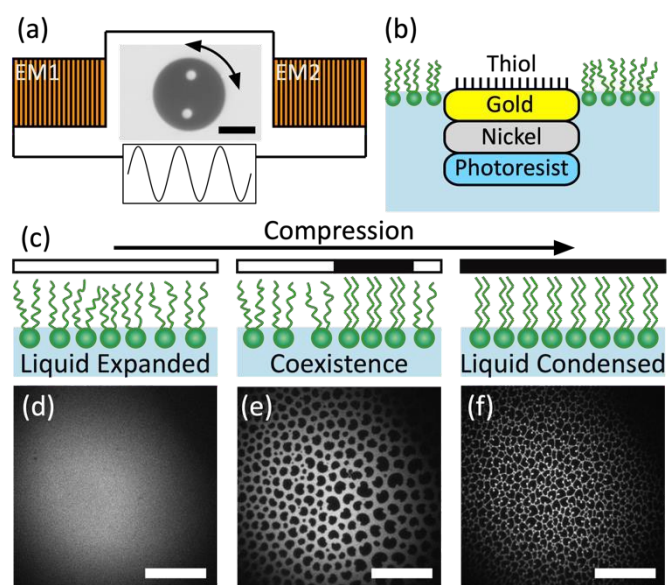 (a)
EM1
EM2
(b)
Thiol
Gold
Nickel
Photoresist
(c)
Compression
Liquid Expanded
Coexistence
Liquid Condensed
(d)
(e)
(f)